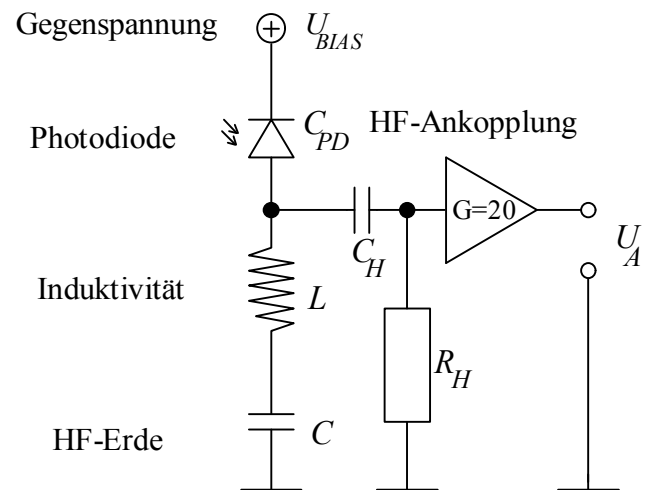 Gegenspannung
+ U_BIAS
Photodiode
C_PD
HF-Ankopplung
G=20
C_H
U_A
Induktivität
L
R_H
HF-Erde
C